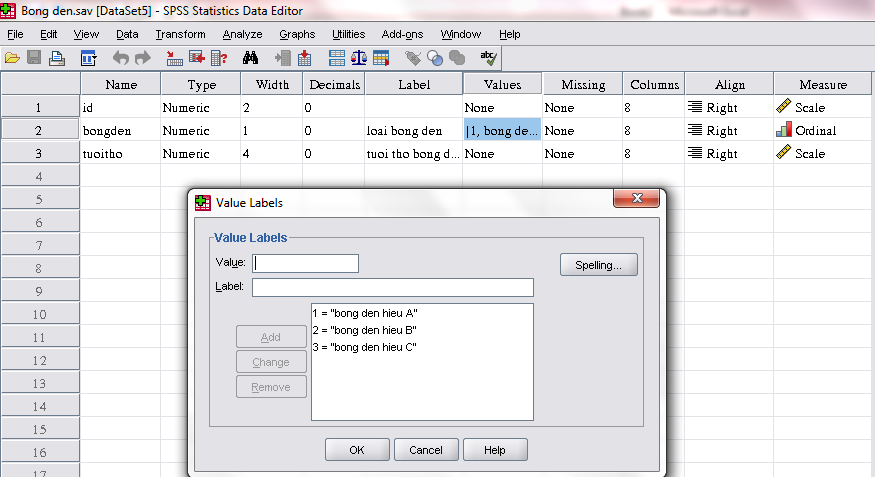 Bong den.sav [DataSet5] - SPSS Statistics Data Editor
File Edit View Data Transform Analyze Graphs Utilities Add-ons Window Help
Name Type Width Decimals Label Values Missing Columns Align Measure
1 id Numeric 2 0 None None 8 Right Scale
2 bongden Numeric 1 0 loai bong den {1, bong de... None 8 Right Ordinal
3 tuoitho Numeric 4 0 tuoi tho bong d... None None 8 Right Scale
4
5
6
7
8
9
10
11
12
13
14
15
16
17
Value Labels
Value Labels
Value:
Spelling...
Label:
1 = "bong den hieu A"
2 = "bong den hieu B"
3 = "bong den hieu C"
Add
Change
Remove
OK Cancel Help